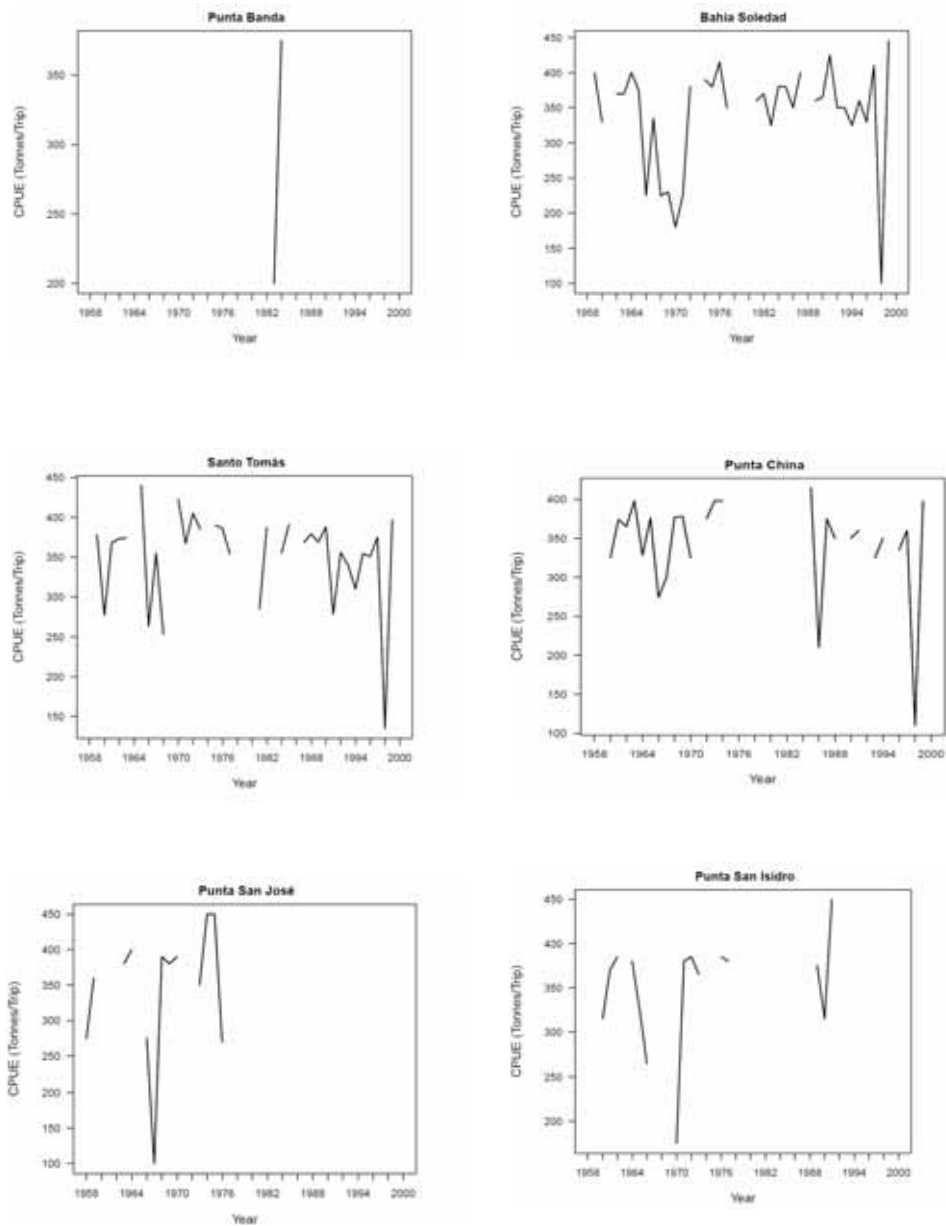 Punta Banda
CPUE (Tonnes/Trip)
350
300
250
200
1958 1964 1970 1976 1982 1988 1994 2000
Year
Bahía Soledad
CPUE (Tonnes/Trip)
450
400
350
300
250
200
150
100
1958 1964 1970 1976 1982 1988 1994 2000
Year
Santo Tomás
CPUE (Tonnes/Trip)
450
400
350
300
250
200
150
1958 1964 1970 1976 1982 1988 1994 2000
Year
Punta China
CPUE (Tonnes/Trip)
400
350
300
250
200
150
100
1958 1964 1970 1976 1982 1988 1994 2000
Year
Punta San José
CPUE (Tonnes/Trip)
450
400
350
300
250
200
150
100
1958 1964 1970 1976 1982 1988 1994 2000
Year
Punta San Isidro
CPUE (Tonnes/Trip)
450
400
350
300
250
200
1958 1964 1970 1976 1982 1988 1994 2000
Year